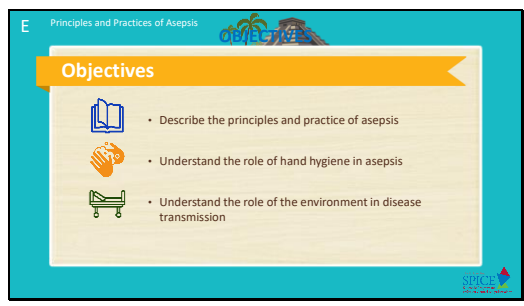 E
Principles and Practices of Asepsis
OBJECTIVES
Objectives
• Describe the principles and practice of asepsis
• Understand the role of hand hygiene in asepsis
• Understand the role of the environment in disease
transmission
SPICE